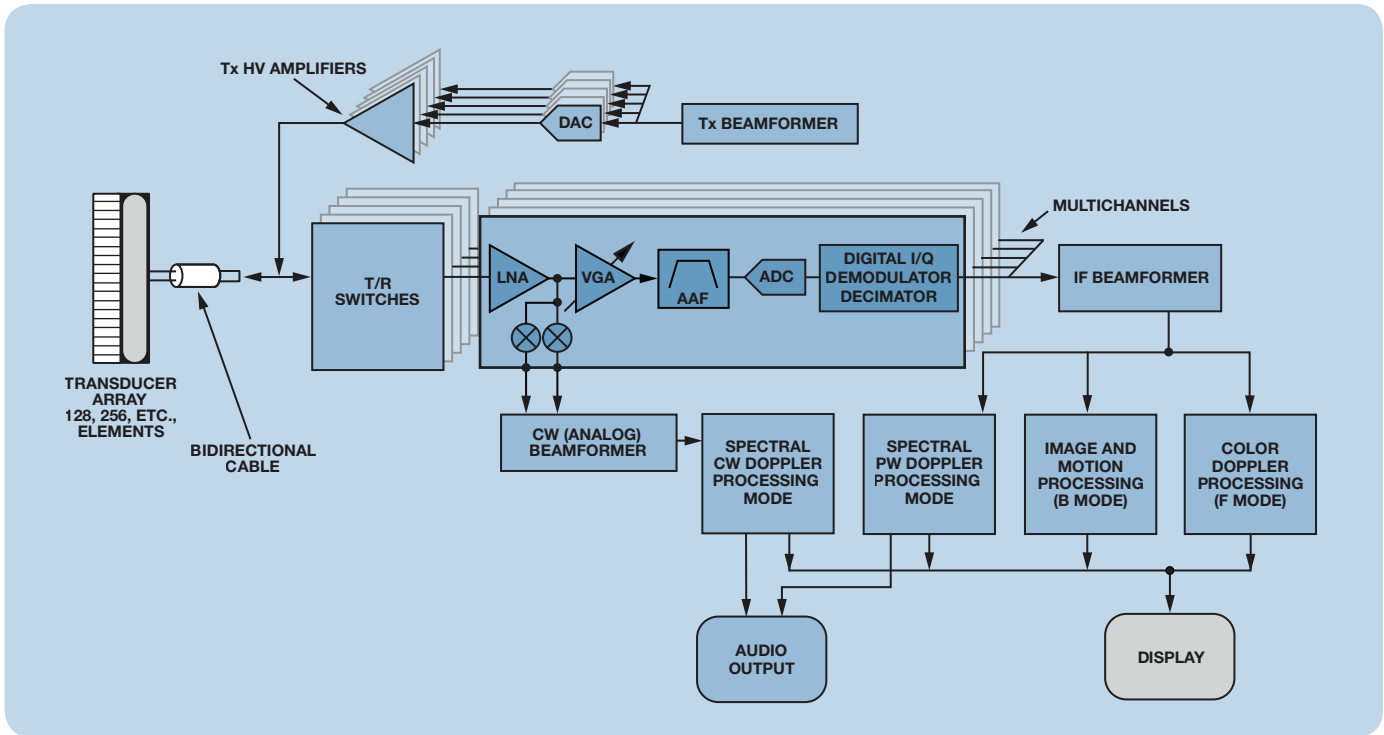 Tx HV AMPLIFIERS
DAC
Tx BEAMFORMER
MULTICHANNELS
T/R
SWITCHES
LNA
VGA
AAF
ADC
DIGITAL I/Q
DEMODULATOR
DECIMATOR
IF BEAMFORMER
TRANSDUCER
ARRAY
128, 256, ETC.,
ELEMENTS
BIDIRECTIONAL
CABLE
CW (ANALOG)
BEAMFORMER
SPECTRAL
CW DOPPLER
PROCESSING
MODE
SPECTRAL
PW DOPPLER
PROCESSING
MODE
IMAGE AND
MOTION
PROCESSING
(B MODE)
COLOR
DOPPLER
PROCESSING
(F MODE)
AUDIO
OUTPUT
DISPLAY